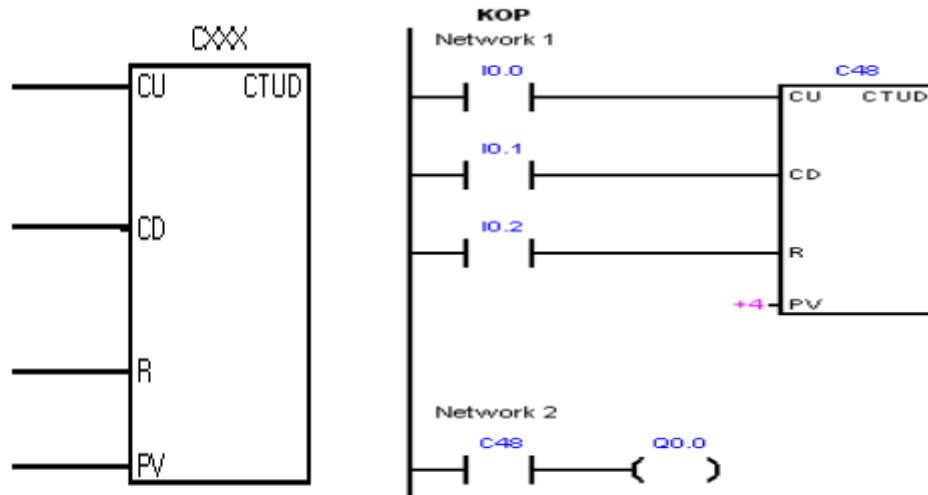 CXXX
CU CTUD
CD
R
PV
KOP
Network 1
I0.0 C48
CU CTUD
I0.1
CD
I0.2
R
+4 PV
Network 2
C48 Q0.0